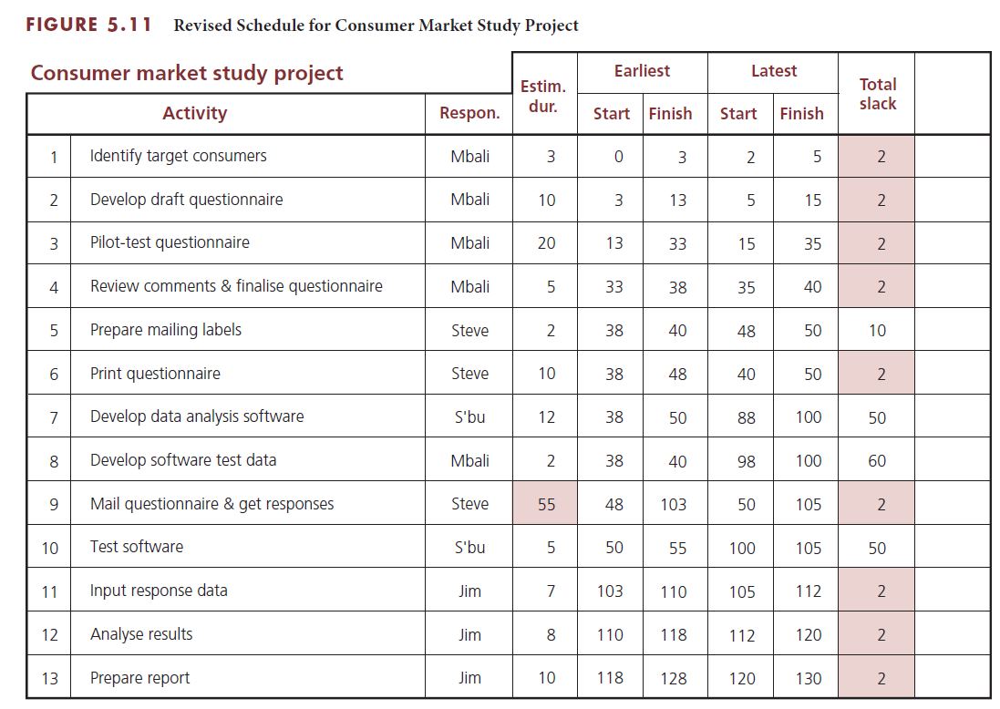 FIGURE 5.11 Revised Schedule for Consumer Market Study Project
Consumer market study project Estim. dur. Earliest Latest Total slack
Activity Respon. Start Finish Start Finish
1 Identify target consumers Mbali 3 0 3 2 5 2
2 Develop draft questionnaire Mbali 10 3 13 5 15 2
3 Pilot-test questionnaire Mbali 20 13 33 15 35 2
4 Review comments & finalise questionnaire Mbali 5 33 38 35 40 2
5 Prepare mailing labels Steve 2 38 40 48 50 10
6 Print questionnaire Steve 10 38 48 40 50 2
7 Develop data analysis software S'bu 12 38 50 88 100 50
8 Develop software test data Mbali 2 38 40 98 100 60
9 Mail questionnaire & get responses Steve 55 48 103 50 105 2
10 Test software S'bu 5 50 55 100 105 50
11 Input response data Jim 7 103 110 105 112 2
12 Analyse results Jim 8 110 118 112 120 2
13 Prepare report Jim 10 118 128 120 130 2